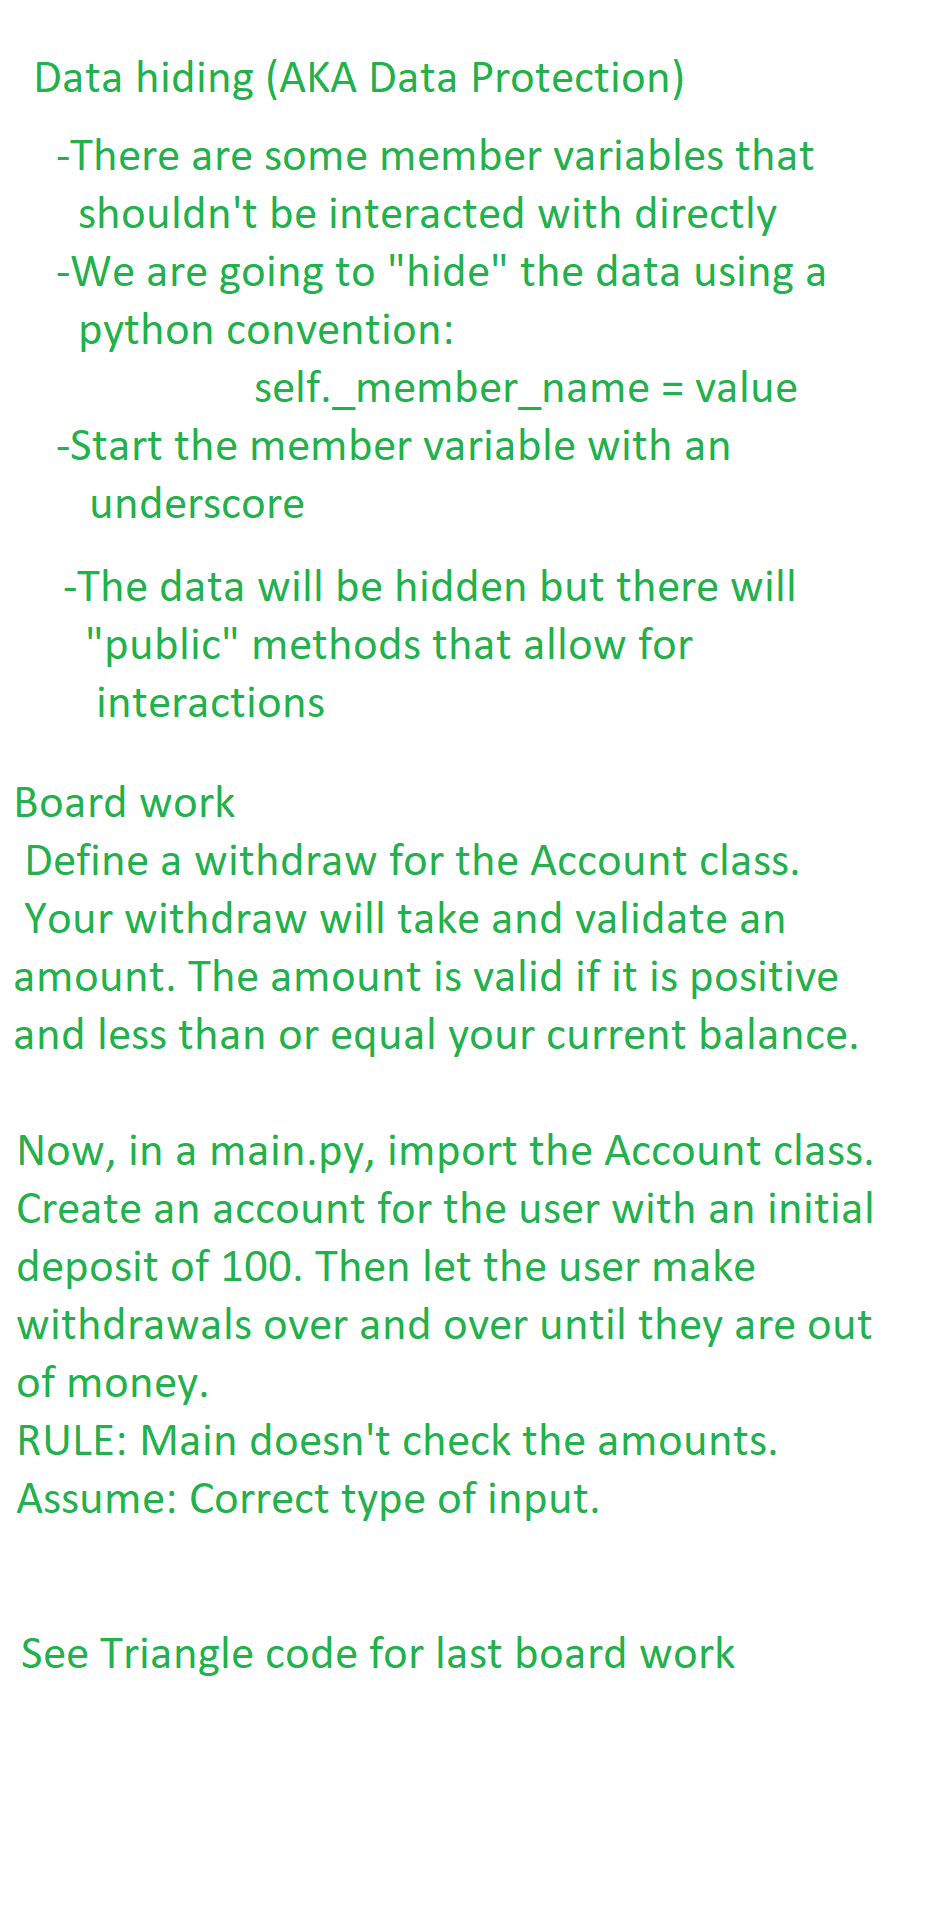 Data hiding (AKA Data Protection)
-There are some member variables that
shouldn't be interacted with directly
-We are going to "hide" the data using a
python convention:
self._member_name = value
-Start the member variable with an
underscore
-The data will be hidden but there will
"public" methods that allow for
interactions
Board work
Define a withdraw for the Account class.
Your withdraw will take and validate an
amount. The amount is valid if it is positive
and less than or equal your current balance.
Now, in a main.py, import the Account class.
Create an account for the user with an initial
deposit of 100. Then let the user make
withdrawals over and over until they are out
of money.
RULE: Main doesn't check the amounts.
Assume: Correct type of input.
See Triangle code for last board work